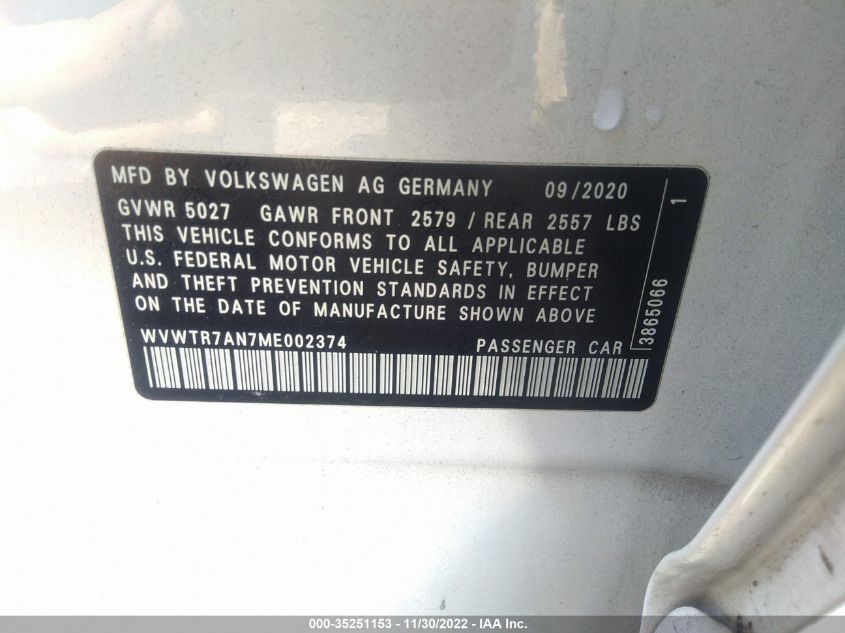 MFD BY VOLKSWAGEN AG GERMANY 09/2020
GVWR 5027 GAWR FRONT 2579 / REAR 2557 LBS
THIS VEHICLE CONFORMS TO ALL APPLICABLE
U.S. FEDERAL MOTOR VEHICLE SAFETY, BUMPER
AND THEFT PREVENTION STANDARDS IN EFFECT
ON THE DATE OF MANUFACTURE SHOWN ABOVE
WVWTR7AN7ME002374 PASSENGER CAR
3865066 1
000-35251153 - 11/30/2022 - IAA Inc.